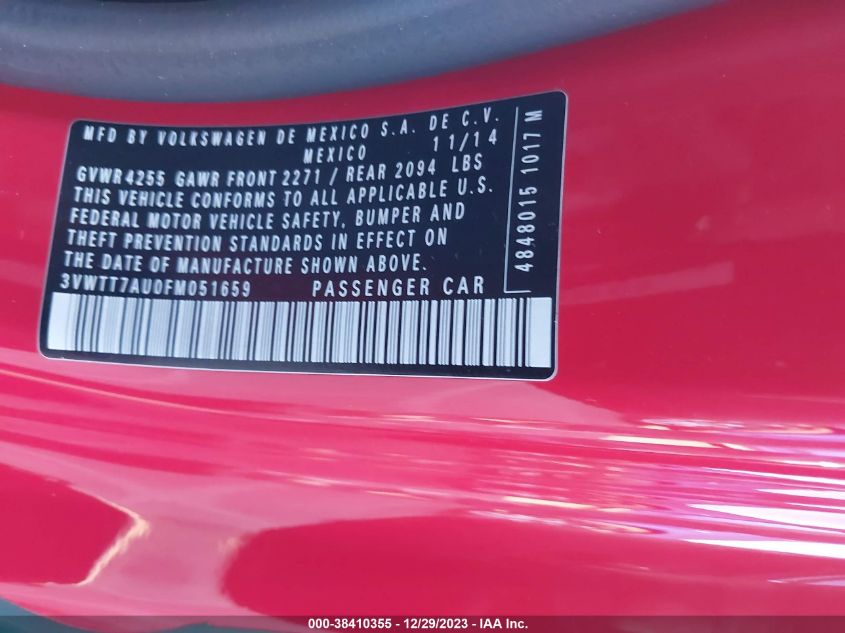 MFD BY VOLKSWAGEN DE MEXICO S.A. DE C.V.
MEXICO 11/14
GVWR 4255 GAWR FRONT 2271 / REAR 2094 LBS
THIS VEHICLE CONFORMS TO ALL APPLICABLE U.S.
FEDERAL MOTOR VEHICLE SAFETY, BUMPER AND
THEFT PREVENTION STANDARDS IN EFFECT ON
THE DATE OF MANUFACTURE SHOWN ABOVE.
3VWTT7AU0FM051659 PASSENGER CAR
4848015 1017 M
000-38410355 - 12/29/2023 - IAA Inc.